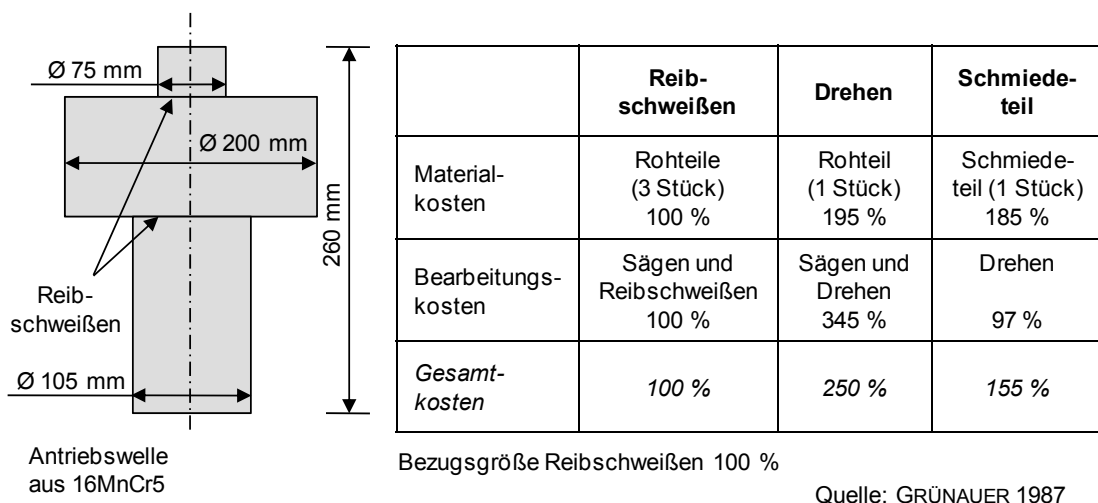 Ø 75 mm
Ø 200 mm
260 mm
Reib-
schweißen
Ø 105 mm
Antriebswelle
aus 16MnCr5
Reib-
schweißen
Drehen
Schmiede-
teil
Material-
kosten
Rohteile
(3 Stück)
100 %
Rohteil
(1 Stück)
195 %
Schmiede-
teil (1 Stück)
185 %
Bearbeitungs-
kosten
Sägen und
Reibschweißen
100 %
Sägen und
Drehen
345 %
Drehen
97 %
Gesamt-
kosten
100 %
250 %
155 %
Bezugsgröße Reibschweißen 100 %
Quelle: GRÜNAUER 1987